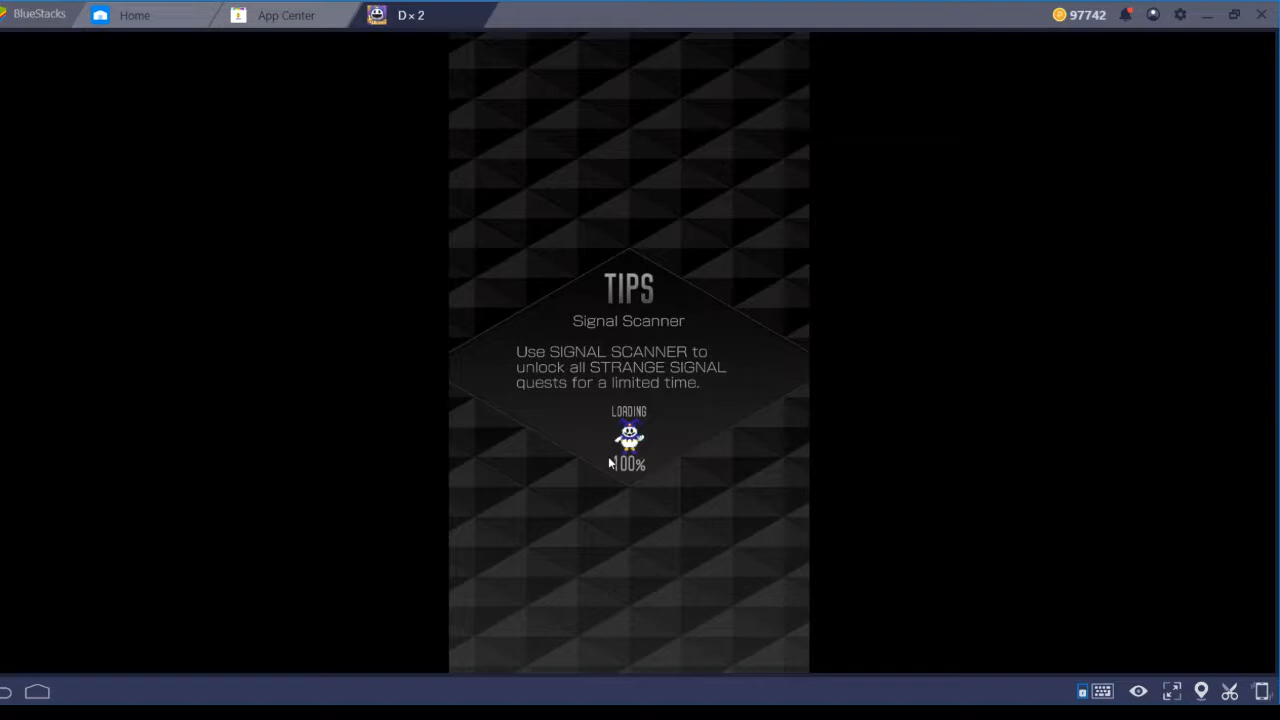 BlueStacks Home App Center D×2 97742
TIPS
Signal Scanner
Use SIGNAL SCANNER to
unlock all STRANGE SIGNAL
quests for a limited time.
LOADING
100%